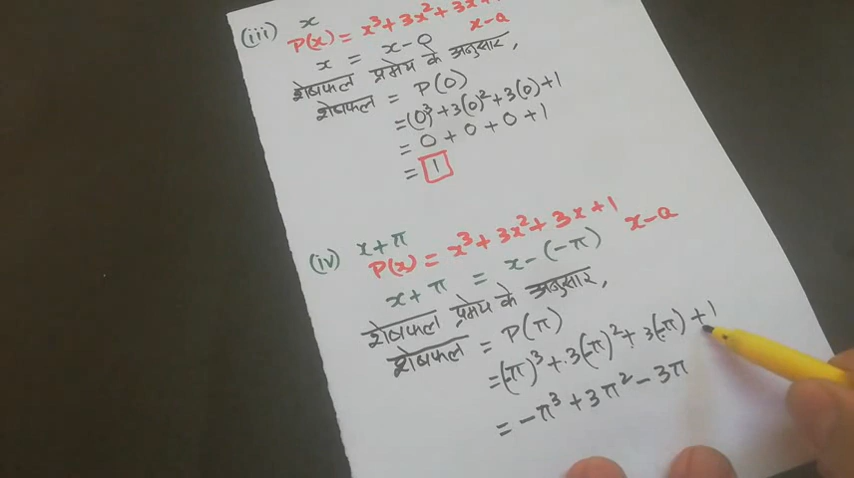 (iii) x
P(x) = x³ + 3x² + 3x +
x = x-0 x-a
शेषफल प्रमेय के अनुसार,
शेषफल = P(0)
= (0)³ + 3(0)² + 3(0) + 1
= 0 + 0 + 0 + 1
= 1
(iv) x + π
P(x) = x³ + 3x² + 3x + 1
x + π = x - (-π) x-a
शेषफल प्रमेय के अनुसार,
शेषफल = P(π)
= (-π)³ + 3(-π)² + 3(-π) + 1
= -π³ + 3π² - 3π